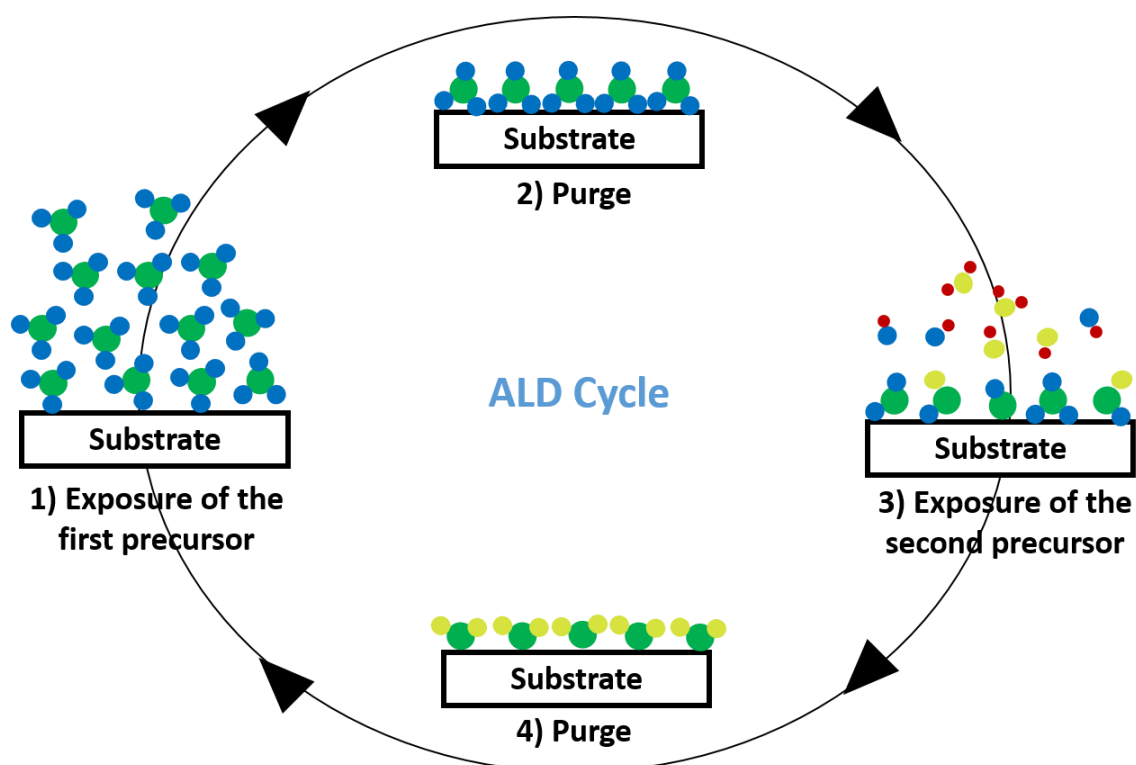 Substrate
2) Purge
ALD Cycle
Substrate
1) Exposure of the
first precursor
Substrate
3) Exposure of the
second precursor
Substrate
4) Purge